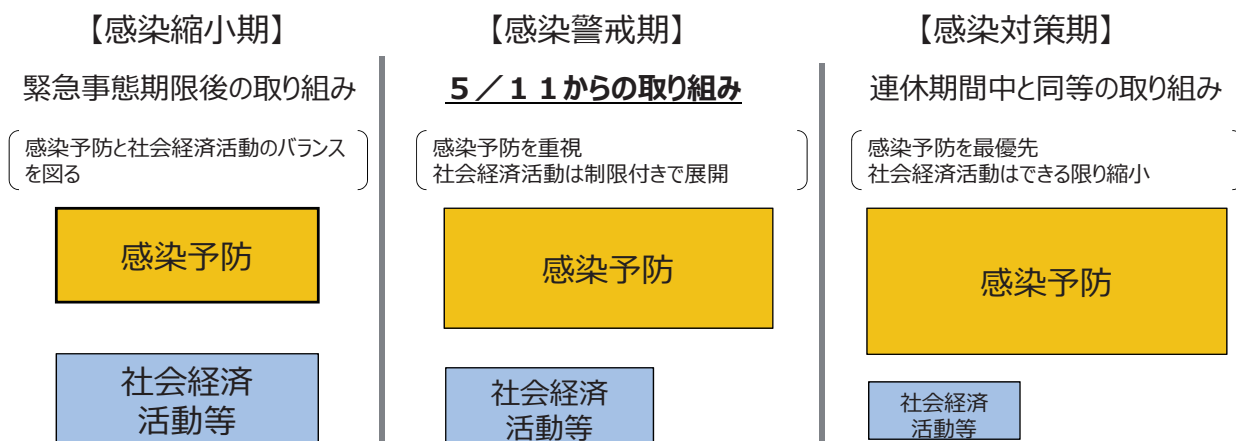 【感染縮小期】
緊急事態期限後の取り組み
感染予防と社会経済活動のバランス
を図る
感染予防
社会経済
活動等
【感染警戒期】
5/11からの取り組み
感染予防を重視
社会経済活動は制限付きで展開
感染予防
社会経済
活動等
【感染対策期】
連休期間中と同等の取り組み
感染予防を最優先
社会経済活動はできる限り縮小
感染予防
社会経済
活動等